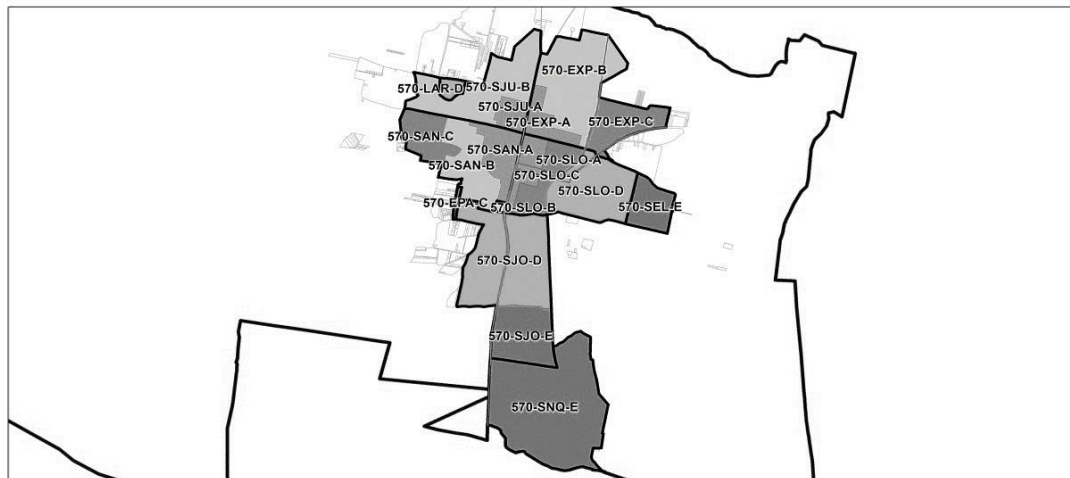 570-EXP-B
570-LAR-D
570-SJU-B
570-SJU-A
570-EXP-A
570-EXP-C
570-SAN-C
570-SAN-A
570-SLO-A
570-SAN-B
570-SLO-C
570-SLO-D
570-EPA-C
570-SLO-B
570-SEL-E
570-SJO-D
570-SJO-E
570-SNQ-E